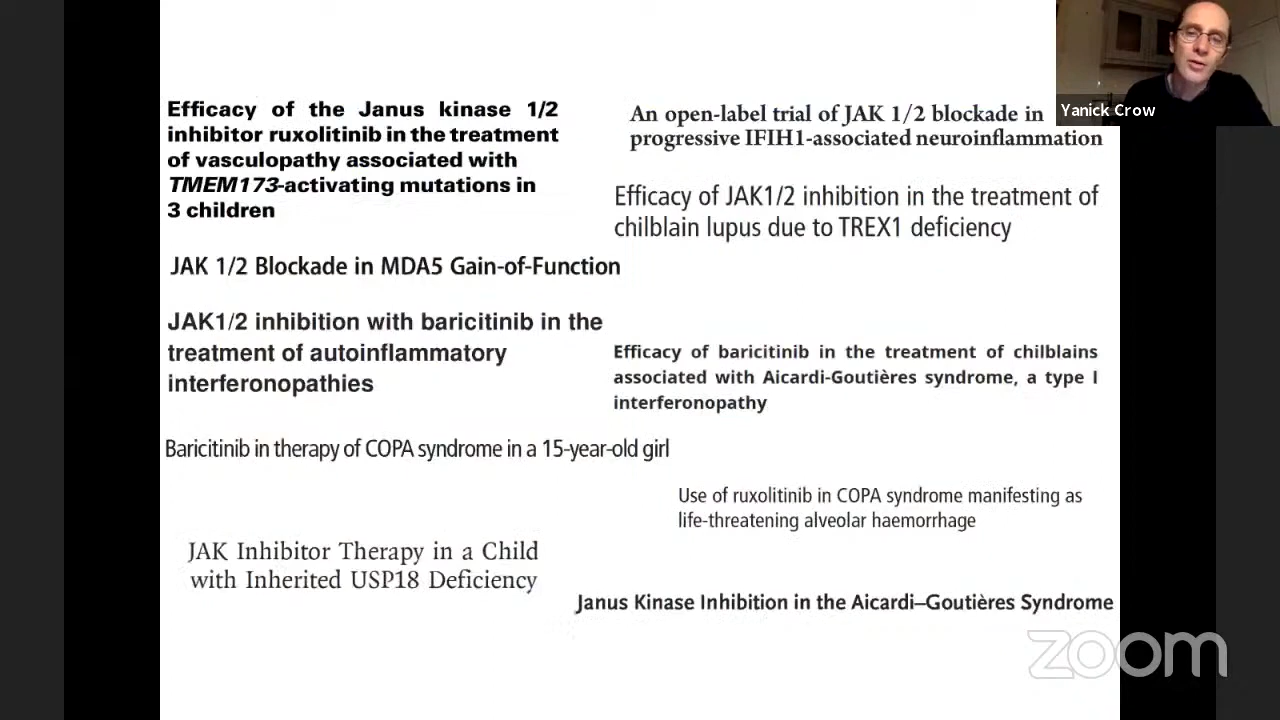 Efficacy of the Janus kinase 1/2
inhibitor ruxolitinib in the treatment
of vasculopathy associated with
TMEM173-activating mutations in
3 children
An open-label trial of JAK 1/2 blockade in
progressive IFIH1-associated neuroinflammation
Efficacy of JAK1/2 inhibition in the treatment of
chilblain lupus due to TREX1 deficiency
JAK 1/2 Blockade in MDA5 Gain-of-Function
JAK1/2 inhibition with baricitinib in the
treatment of autoinflammatory
interferonopathies
Efficacy of baricitinib in the treatment of chilblains
associated with Aicardi-Goutières syndrome, a type I
interferonopathy
Baricitinib in therapy of COPA syndrome in a 15-year-old girl
Use of ruxolitinib in COPA syndrome manifesting as
life-threatening alveolar haemorrhage
JAK Inhibitor Therapy in a Child
with Inherited USP18 Deficiency
Janus Kinase Inhibition in the Aicardi–Goutières Syndrome
Yanick Crow
zoom